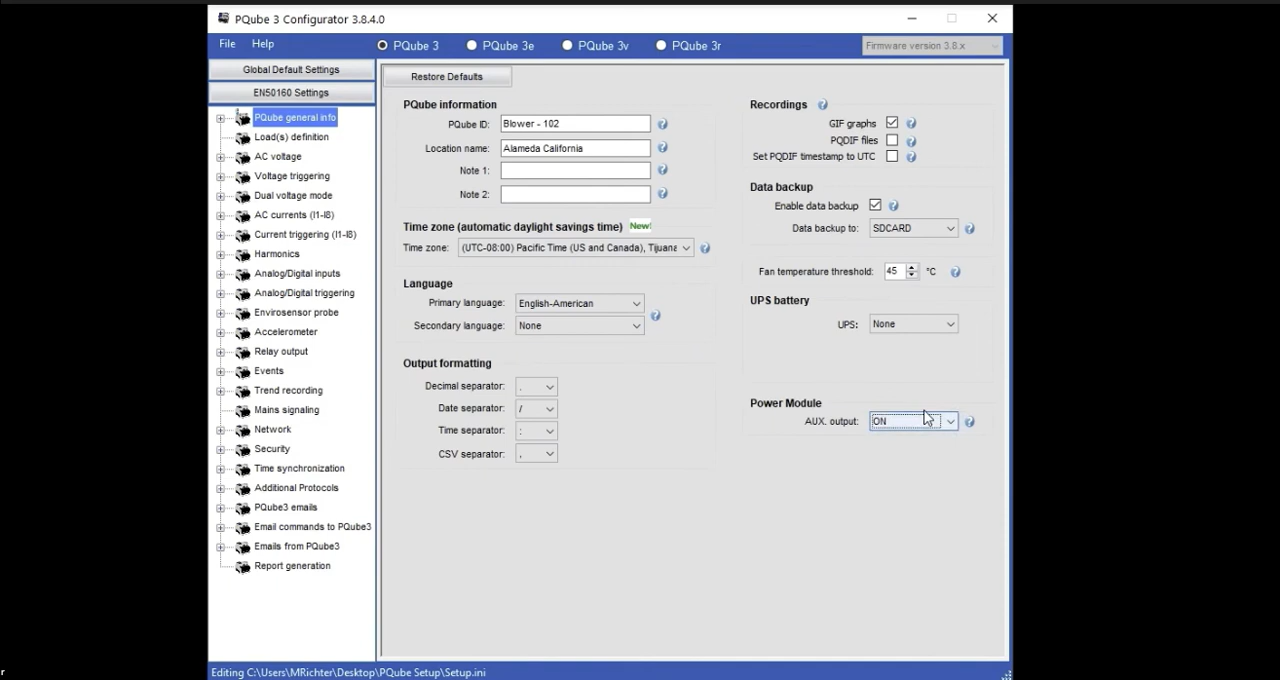 PQube 3 Configurator 3.8.4.0
File Help PQube 3 PQube 3e PQube 3v PQube 3r Firmware version 3.8.x
Global Default Settings
EN50160 Settings
PQube general info
Load(s) definition
AC voltage
Voltage triggering
Dual voltage mode
AC currents (I1-I8)
Current triggering (I1-I8)
Harmonics
Analog/Digital inputs
Analog/Digital triggering
Envirosensor probe
Accelerometer
Relay output
Events
Trend recording
Mains signaling
Network
Security
Time synchronization
Additional Protocols
PQube3 emails
Email commands to PQube3
Emails from PQube3
Report generation
Restore Defaults
PQube information
PQube ID: Blower - 102
Location name: Alameda California
Note 1:
Note 2:
Time zone (automatic daylight savings time) New!
Time zone: (UTC-08:00) Pacific Time (US and Canada), Tijuana
Language
Primary language: English-American
Secondary language: None
Output formatting
Decimal separator: .
Date separator: /
Time separator: :
CSV separator: ,
Recordings
GIF graphs
PQDIF files
Set PQDIF timestamp to UTC
Data backup
Enable data backup
Data backup to: SDCARD
Fan temperature threshold: 45 °C
UPS battery
UPS: None
Power Module
AUX. output: ON
Editing C:\Users\MRichter\Desktop\PQube Setup\Setup.ini
r